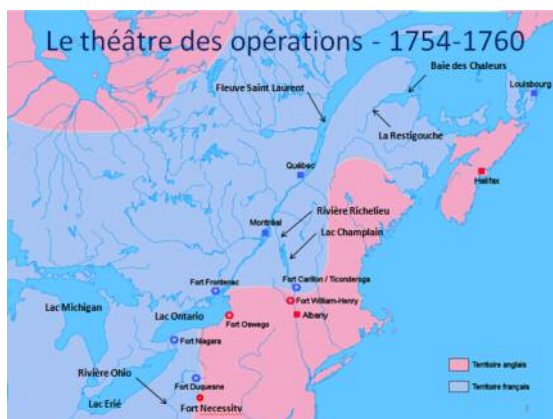 Le théâtre des opérations - 1754-1760
Baie des Chaleurs
Fleuve Saint Laurent
Louisbourg
La Restigouche
Québec
Halifax
Rivière Richelieu
Montréal
Lac Champlain
Fort Frontenac
Fort Carillon / Ticonderoga
Fort William-Henry
Lac Michigan
Lac Ontario
Fort Oswego
Albany
Fort Niagara
Rivière Ohio
Territoire anglais
Fort Duquesne
Territoire français
Lac Erié
Fort Necessity